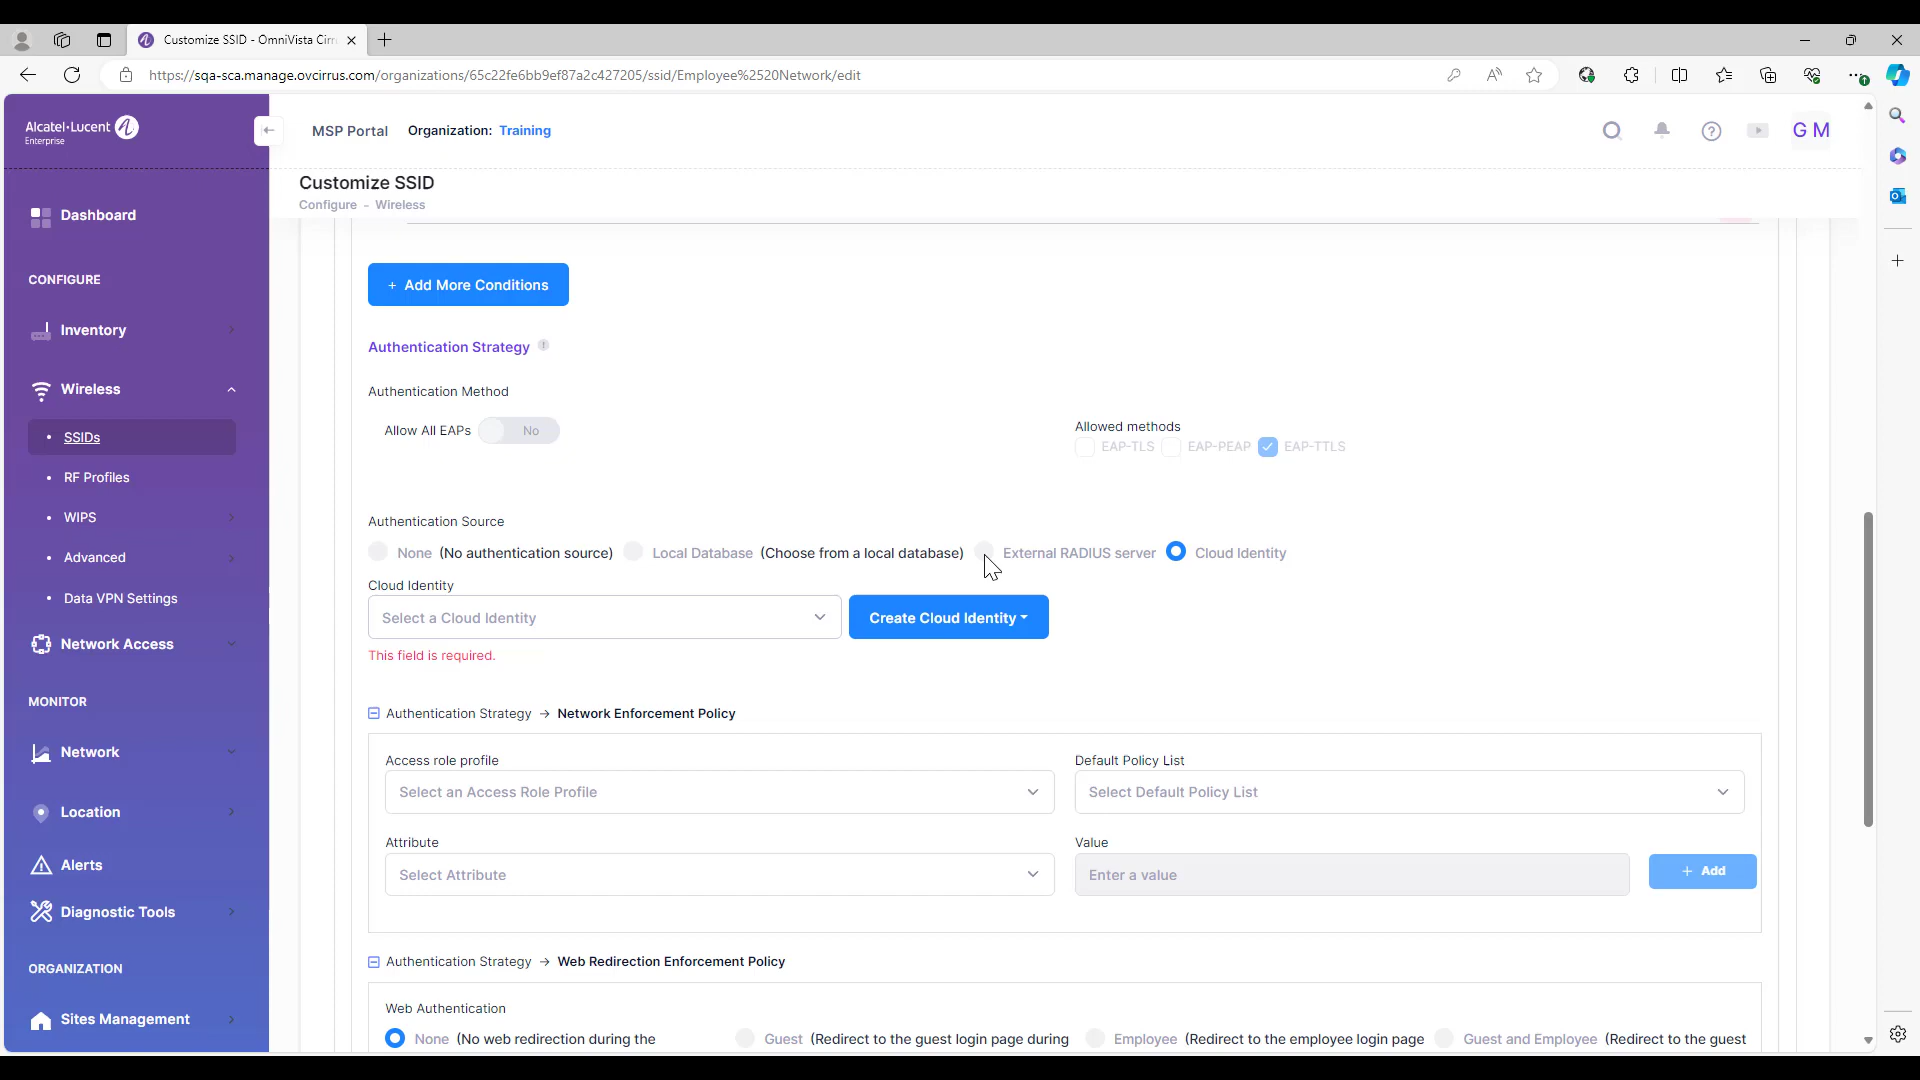 Customize SSID - OmniVista Cirr
https://sqa-sca.manage.ovcirrus.com/organizations/65c22fe6bb9ef87a2c427205/ssid/Employee%2520Network/edit
Alcatel•Lucent
Enterprise
MSP Portal Organization: Training
G M
Customize SSID
Configure - Wireless
Dashboard
CONFIGURE
Inventory
Wireless
SSIDs
RF Profiles
WIPS
Advanced
Data VPN Settings
Network Access
MONITOR
Network
Location
Alerts
Diagnostic Tools
ORGANIZATION
Sites Management
+ Add More Conditions
Authentication Strategy
Authentication Method
Allow All EAPs No
Allowed methods
EAP-TLS EAP-PEAP EAP-TTLS
Authentication Source
None (No authentication source) Local Database (Choose from a local database) External RADIUS server Cloud Identity
Cloud Identity
Select a Cloud Identity Create Cloud Identity
This field is required.
Authentication Strategy → Network Enforcement Policy
Access role profile Default Policy List
Select an Access Role Profile Select Default Policy List
Attribute Value
Select Attribute Enter a value + Add
Authentication Strategy → Web Redirection Enforcement Policy
Web Authentication
None (No web redirection during the Guest (Redirect to the guest login page during Employee (Redirect to the employee login page Guest and Employee (Redirect to the guest